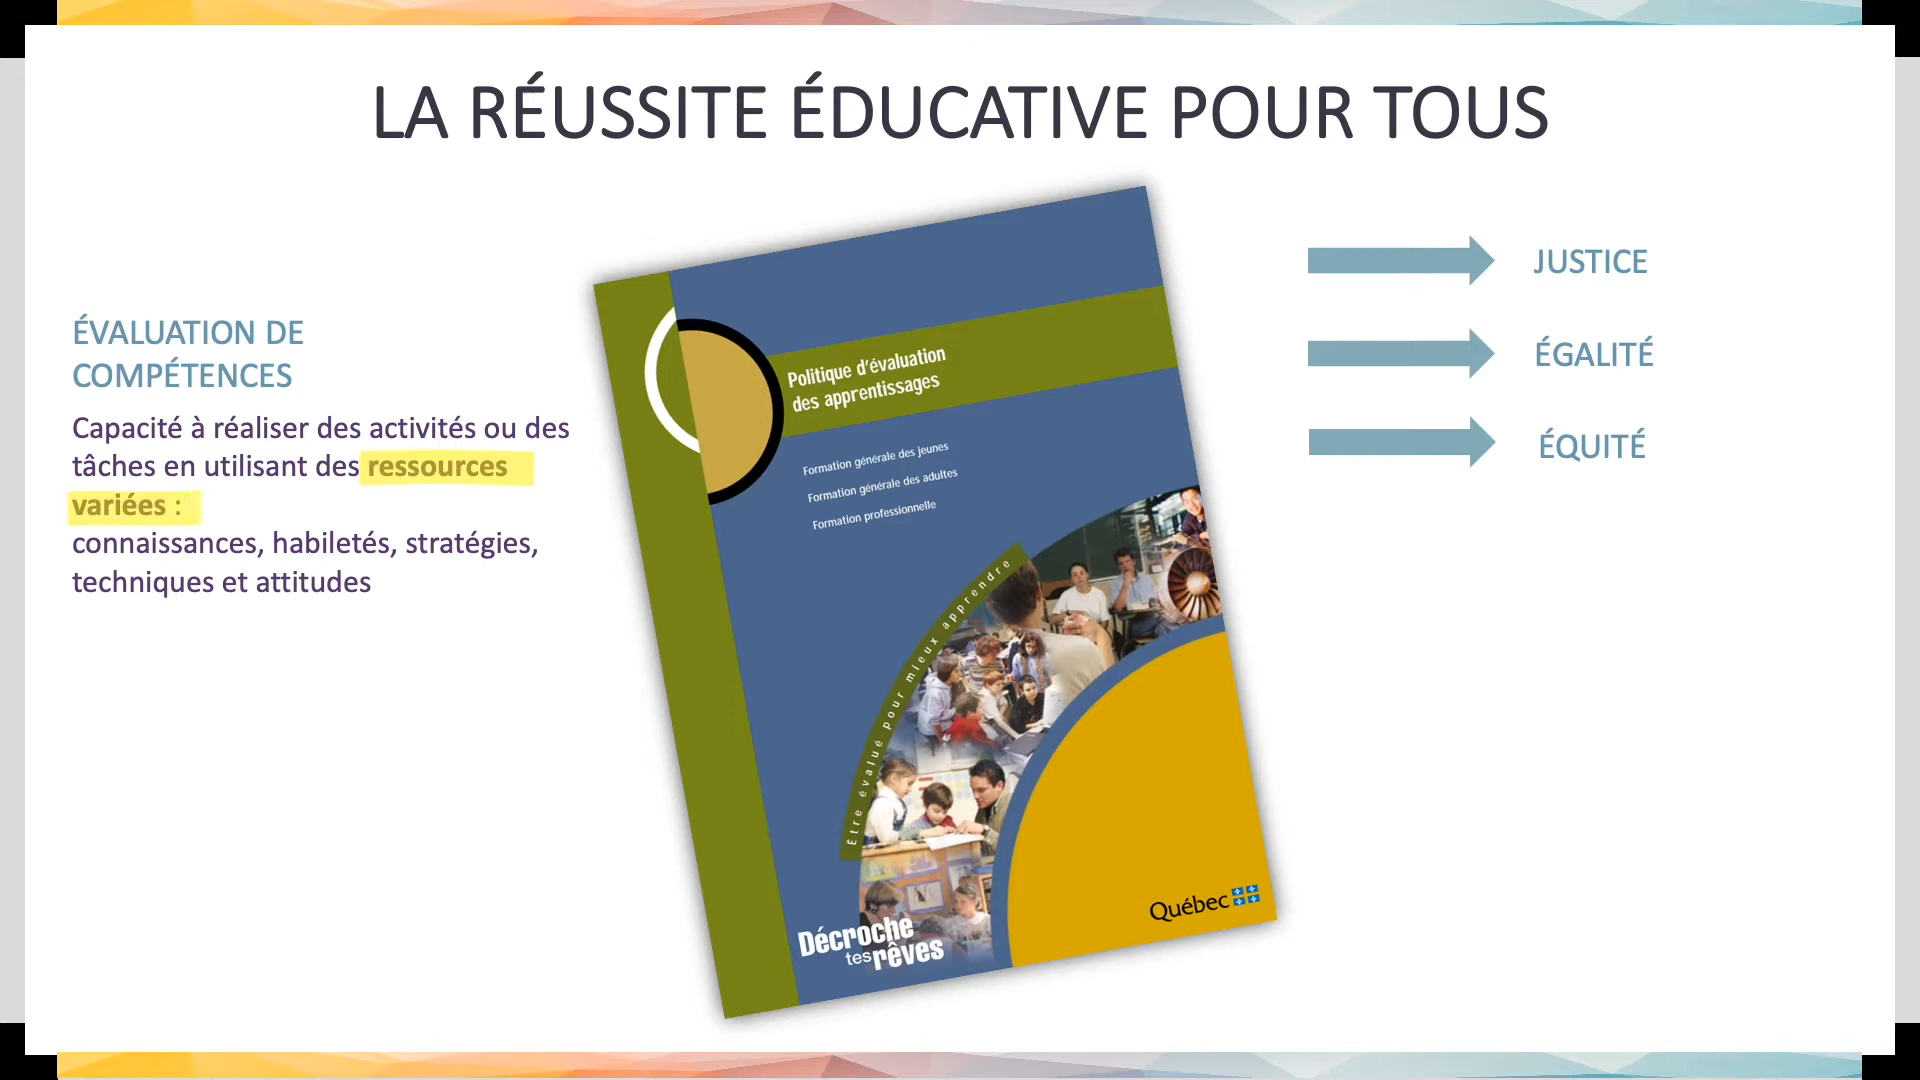 LA RÉUSSITE ÉDUCATIVE POUR TOUS
ÉVALUATION DE
COMPÉTENCES
Capacité à réaliser des activités ou des
tâches en utilisant des ressources
variées :
connaissances, habiletés, stratégies,
techniques et attitudes
Politique d'évaluation
des apprentissages
Formation générale des jeunes
Formation générale des adultes
Formation professionnelle
Être évalué pour mieux apprendre
Décroche
tes rêves
Québec
JUSTICE
ÉGALITÉ
ÉQUITÉ